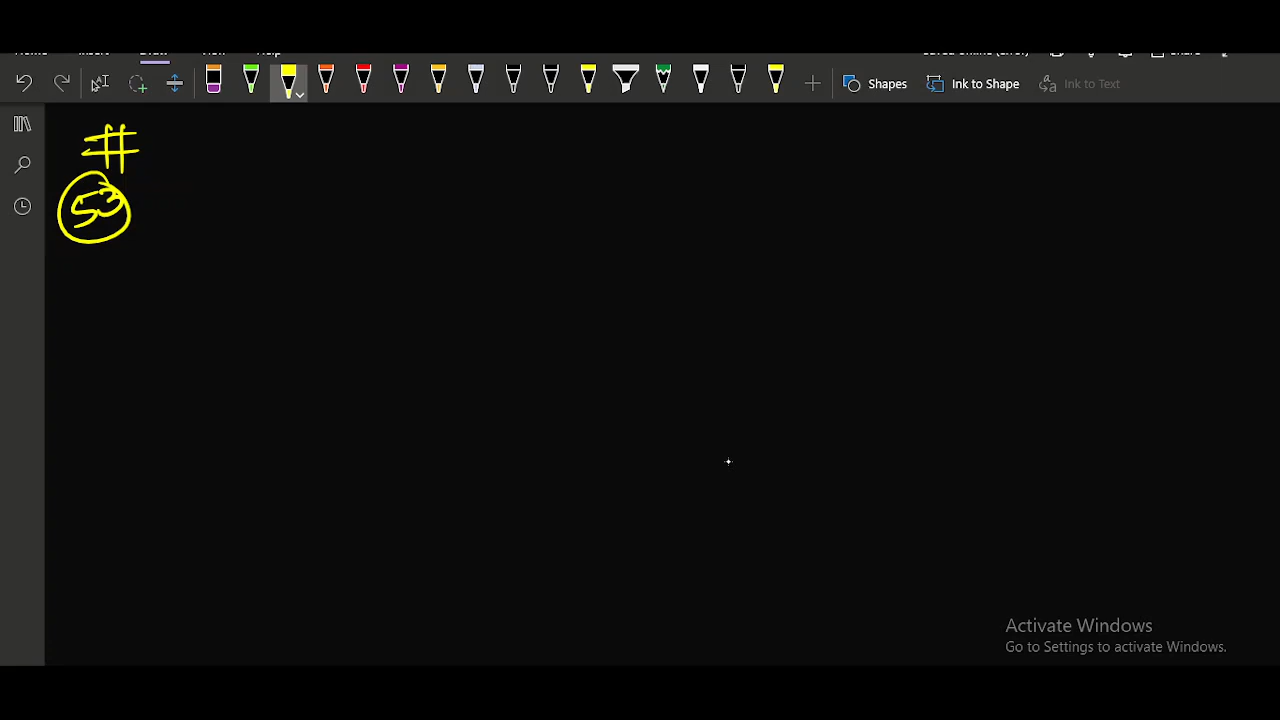 Shapes Ink to Shape Ink to Text
#
53
Activate Windows
Go to Settings to activate Windows.